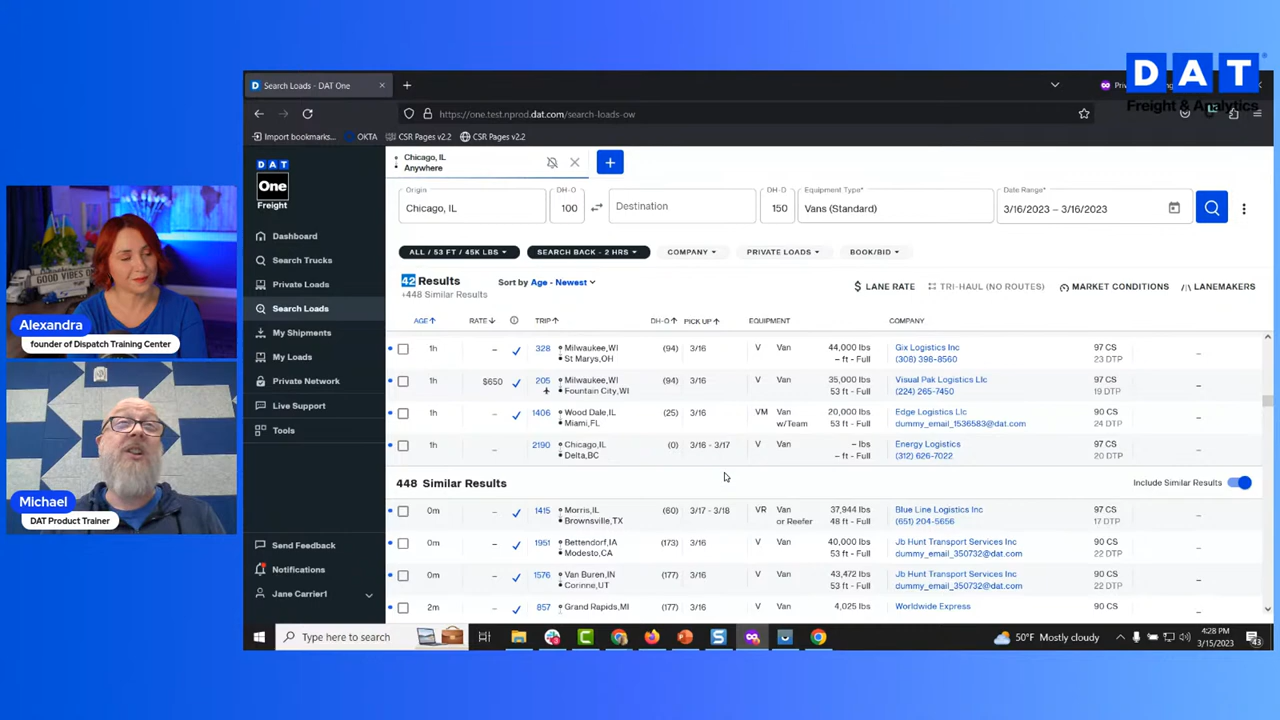 DAT
Freight & Analytics
Search Loads - DAT One
https://one.test.nprod.dat.com/search-loads-ow
Import bookmarks...
OKTA
CSR Pages v2.2
CSR Pages v2.2
DAT
One
Freight
Dashboard
Search Trucks
Private Loads
Search Loads
My Shipments
My Loads
Private Network
Live Support
Tools
Send Feedback
Notifications
Jane Carrier1
GOOD VIBES
Alexandra
founder of Dispatch Training Center
Michael
DAT Product Trainer
Chicago, IL
Anywhere
Origin
Chicago, IL
DH-O
100
Destination
DH-D
150
Equipment Type*
Vans (Standard)
Date Range*
3/16/2023 – 3/16/2023
ALL / 53 FT / 45K LBS
SEARCH BACK - 2 HRS
COMPANY
PRIVATE LOADS
BOOK/BID
42 Results
+448 Similar Results
Sort by Age - Newest
LANE RATE
TRI-HAUL (NO ROUTES)
MARKET CONDITIONS
LANEMAKERS
AGE RATE TRIP DH-O PICK UP EQUIPMENT COMPANY
1h – 328 Milwaukee,WI (94) 3/16 V Van 44,000 lbs Gix Logistics Inc 97 CS –
St Marys,OH – ft - Full (308) 398-8560 23 DTP
1h $650 205 Milwaukee,WI (94) 3/16 V Van 35,000 lbs Visual Pak Logistics Llc 97 CS –
Fountain City,WI 53 ft - Full (224) 265-7450 19 DTP
1h – 1406 Wood Dale,IL (25) 3/16 VM Van 20,000 lbs Edge Logistics Llc 90 CS –
Miami,FL w/Team 53 ft - Full dummy_email_1536583@dat.com 24 DTP
1h – 2190 Chicago,IL (0) 3/16 - 3/17 V Van – lbs Energy Logistics 97 CS –
Delta,BC – ft - Full (312) 626-7022 20 DTP
448 Similar Results
Include Similar Results
0m – 1415 Morris,IL (60) 3/17 - 3/18 VR Van 37,944 lbs Blue Line Logistics Inc 97 CS –
Brownsville,TX or Reefer 48 ft - Full (651) 204-5656 17 DTP
0m – 1951 Bettendorf,IA (173) 3/16 V Van 40,000 lbs Jb Hunt Transport Services Inc 90 CS –
Modesto,CA 53 ft - Full dummy_email_350732@dat.com 22 DTP
0m – 1576 Van Buren,IN (177) 3/16 V Van 43,472 lbs Jb Hunt Transport Services Inc 90 CS –
Corinne,UT 53 ft - Full dummy_email_350732@dat.com 22 DTP
2m – 857 Grand Rapids,MI (177) 3/16 V Van 4,025 lbs Worldwide Express 90 CS –
Type here to search
50°F Mostly cloudy
4:28 PM
3/15/2023
43